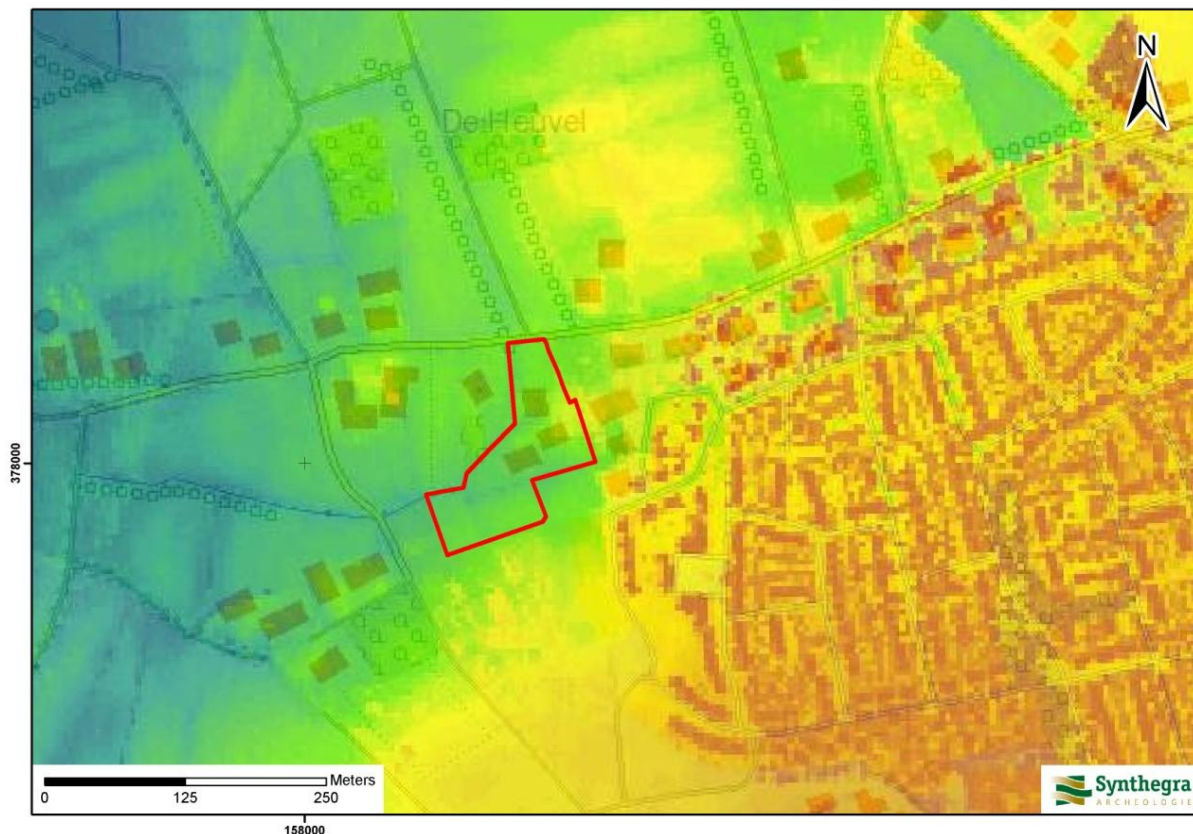 N
De Heuvel
378000
Meters
0 125 250
Synthegra
ARCHEOLOGIE
158000